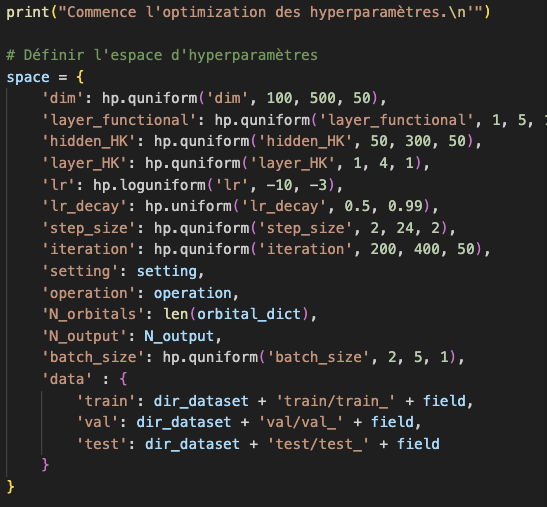 print("Commence l'optimization des hyperparamètres.\n'")
# Définir l'espace d'hyperparamètres
space = {
'dim': hp.quniform('dim', 100, 500, 50),
'layer_functional': hp.quniform('layer_functional', 1, 5,
'hidden_HK': hp.quniform('hidden_HK', 50, 300, 50),
'layer_HK': hp.quniform('layer_HK', 1, 4, 1),
'lr': hp.loguniform('lr', -10, -3),
'lr_decay': hp.uniform('lr_decay', 0.5, 0.99),
'step_size': hp.quniform('step_size', 2, 24, 2),
'iteration': hp.quniform('iteration', 200, 400, 50),
'setting': setting,
'operation': operation,
'N_orbitals': len(orbital_dict),
'N_output': N_output,
'batch_size': hp.quniform('batch_size', 2, 5, 1),
'data' : {
'train': dir_dataset + 'train/train_' + field,
'val': dir_dataset + 'val/val_' + field,
'test': dir_dataset + 'test/test_' + field
}
}